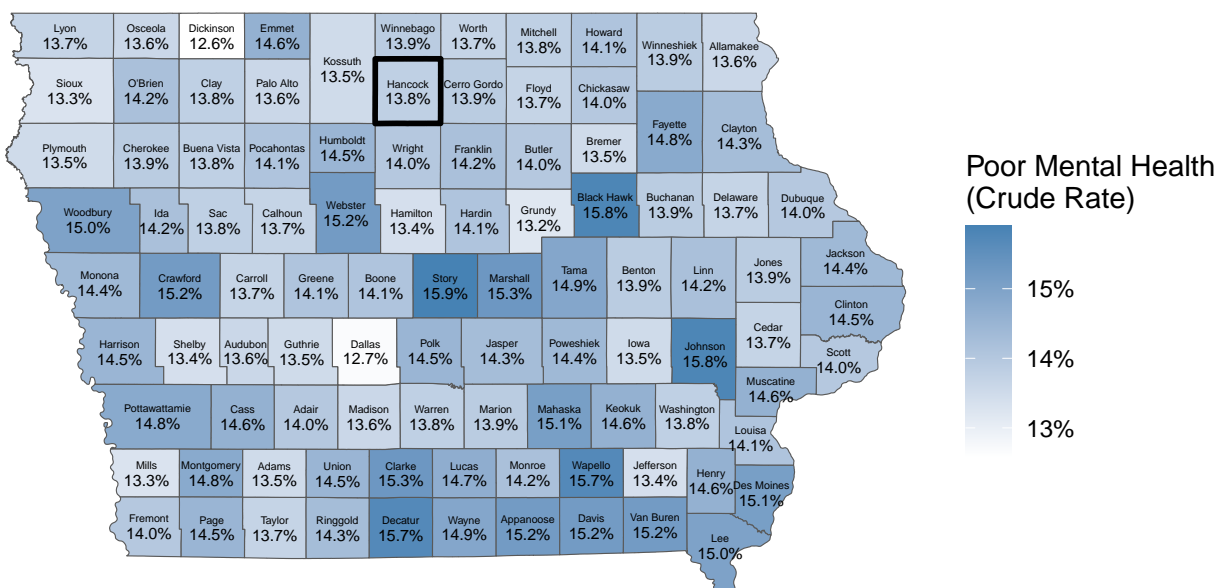 Lyon
13.7%
Osceola
13.6%
Dickinson
12.6%
Emmet
14.6%
Kossuth
13.5%
Winnebago
13.9%
Worth
13.7%
Mitchell
13.8%
Howard
14.1%
Winneshiek
13.9%
Allamakee
13.6%
Sioux
13.3%
O'Brien
14.2%
Clay
13.8%
Palo Alto
13.6%
Hancock
13.8%
Cerro Gordo
13.9%
Floyd
13.7%
Chickasaw
14.0%
Fayette
14.8%
Clayton
14.3%
Plymouth
13.5%
Cherokee
13.9%
Buena Vista
13.8%
Pocahontas
14.1%
Humboldt
14.5%
Wright
14.0%
Franklin
14.2%
Butler
14.0%
Bremer
13.5%
Woodbury
15.0%
Ida
14.2%
Sac
13.8%
Calhoun
13.7%
Webster
15.2%
Hamilton
13.4%
Hardin
14.1%
Grundy
13.2%
Black Hawk
15.8%
Buchanan
13.9%
Delaware
13.7%
Dubuque
14.0%
Monona
14.4%
Crawford
15.2%
Carroll
13.7%
Greene
14.1%
Boone
14.1%
Story
15.9%
Marshall
15.3%
Tama
14.9%
Benton
13.9%
Linn
14.2%
Jones
13.9%
Jackson
14.4%
Clinton
14.5%
Harrison
14.5%
Shelby
13.4%
Audubon
13.6%
Guthrie
13.5%
Dallas
12.7%
Polk
14.5%
Jasper
14.3%
Poweshiek
14.4%
Iowa
13.5%
Johnson
15.8%
Cedar
13.7%
Scott
14.0%
Muscatine
14.6%
Pottawattamie
14.8%
Cass
14.6%
Adair
14.0%
Madison
13.6%
Warren
13.8%
Marion
13.9%
Mahaska
15.1%
Keokuk
14.6%
Washington
13.8%
Louisa
14.1%
Mills
13.3%
Montgomery
14.8%
Adams
13.5%
Union
14.5%
Clarke
15.3%
Lucas
14.7%
Monroe
14.2%
Wapello
15.7%
Jefferson
13.4%
Henry
14.6%
Des Moines
15.1%
Fremont
14.0%
Page
14.5%
Taylor
13.7%
Ringgold
14.3%
Decatur
15.7%
Wayne
14.9%
Appanoose
15.2%
Davis
15.2%
Van Buren
15.2%
Lee
15.0%
Poor Mental Health
(Crude Rate)
15%
14%
13%